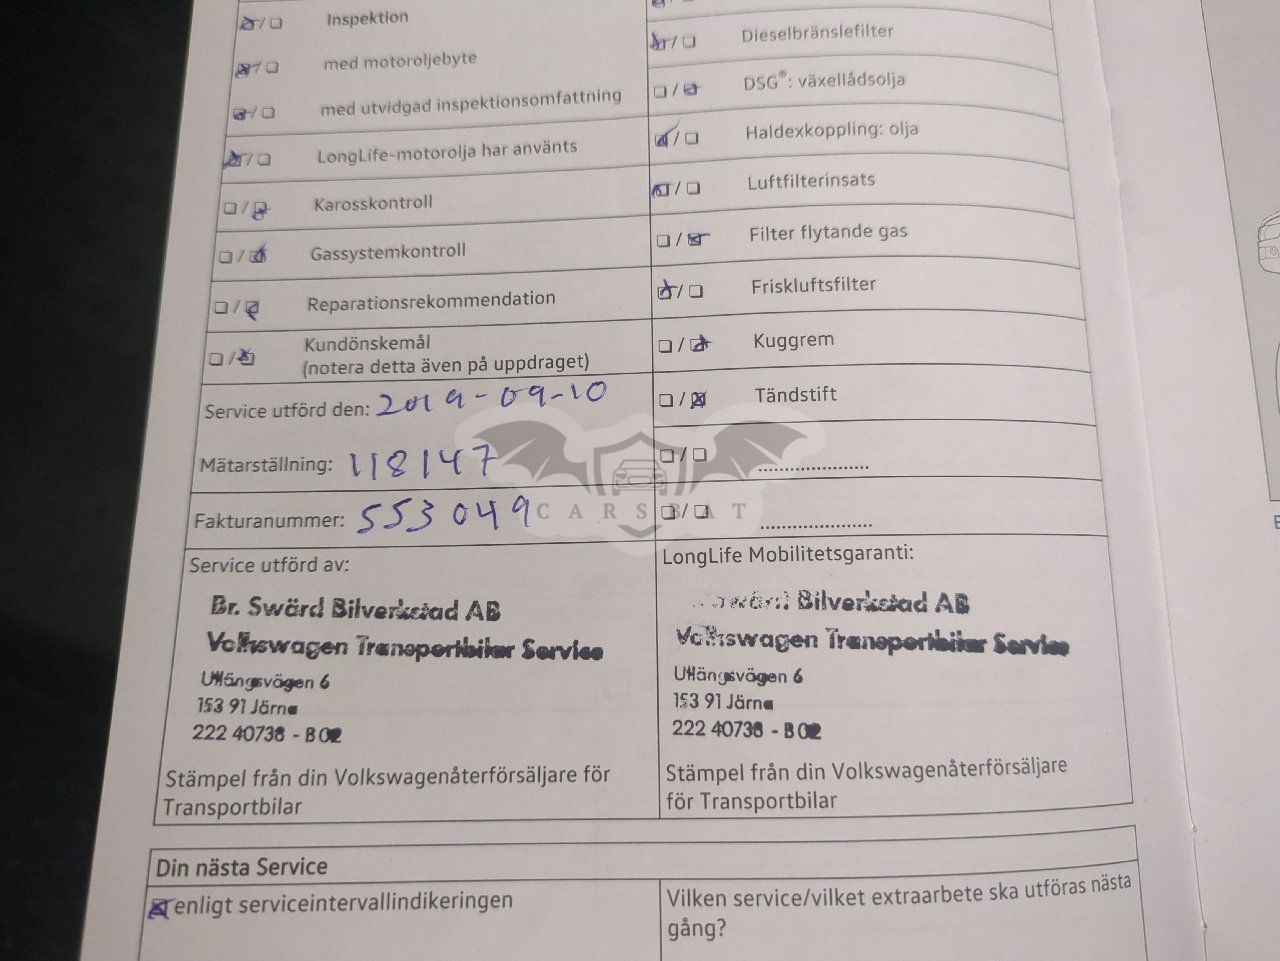 Inspektion
med motoroljebyte
med utvidgad inspektionsomfattning
LongLife-motorolja har använts
Karosskontroll
Gassystemkontroll
Reparationsrekommendation
Kundönskemål
(notera detta även på uppdraget)
Service utförd den: 2019-09-10
Mätarställning: 118147
Fakturanummer: 553049
Dieselbränslefilter
DSG®: växellådsolja
Haldexkoppling: olja
Luftfilterinsats
Filter flytande gas
Friskluftsfilter
Kuggrem
Tändstift
CARSBAT
Service utförd av:
Br. Swärd Bilverkstad AB
Volkswagen Transportbilar Service
Utlängsvägen 6
153 91 Järna
222 40738 - B02
Stämpel från din Volkswagenåterförsäljare för
Transportbilar
LongLife Mobilitetsgaranti:
Swärd Bilverkstad AB
Volkswagen Transportbilar Service
Utlängsvägen 6
153 91 Järna
222 40738 - B02
Stämpel från din Volkswagenåterförsäljare
för Transportbilar
Din nästa Service
enligt serviceintervallindikeringen
Vilken service/vilket extraarbete ska utföras nästa
gång?